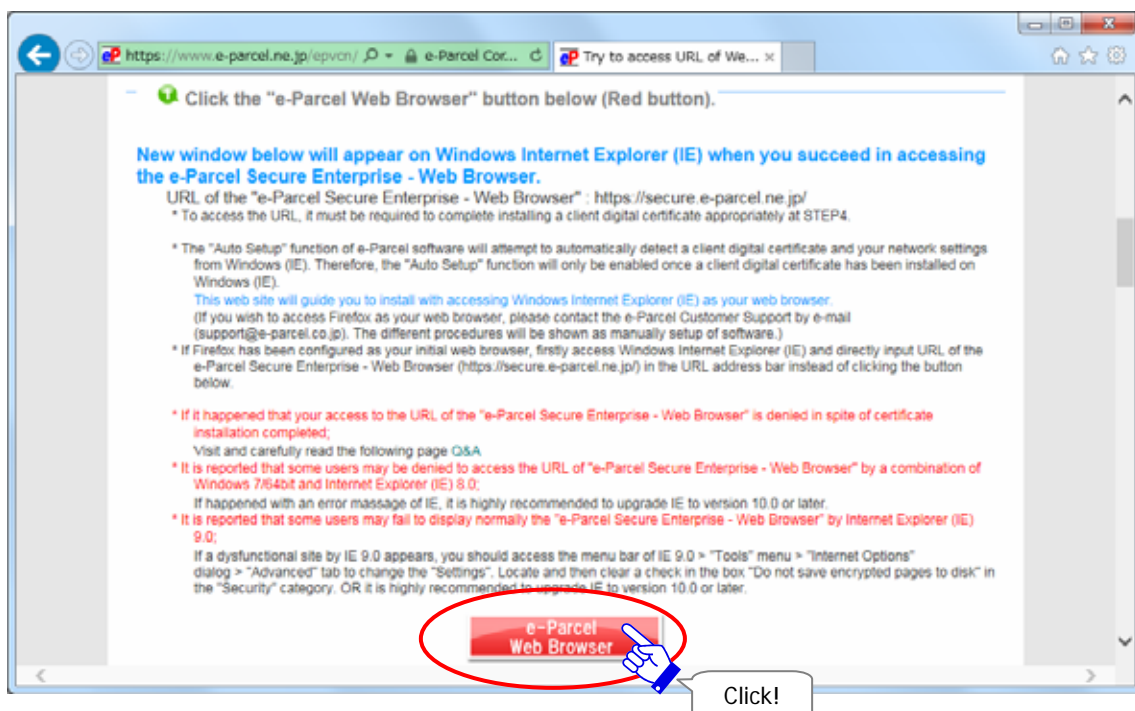 https://www.e-parcel.ne.jp/epvcn/ e-Parcel Cor... Try to access URL of We...
Click the "e-Parcel Web Browser" button below (Red button).
New window below will appear on Windows Internet Explorer (IE) when you succeed in accessing
the e-Parcel Secure Enterprise - Web Browser.
URL of the "e-Parcel Secure Enterprise - Web Browser" : https://secure.e-parcel.ne.jp/
* To access the URL, it must be required to complete installing a client digital certificate appropriately at STEP4.
* The "Auto Setup" function of e-Parcel software will attempt to automatically detect a client digital certificate and your network settings
from Windows (IE). Therefore, the "Auto Setup" function will only be enabled once a client digital certificate has been installed on
Windows (IE).
This web site will guide you to install with accessing Windows Internet Explorer (IE) as your web browser.
(If you wish to access Firefox as your web browser, please contact the e-Parcel Customer Support by e-mail
(support@e-parcel.co.jp). The different procedures will be shown as manually setup of software.)
* If Firefox has been configured as your initial web browser, firstly access Windows Internet Explorer (IE) and directly input URL of the
e-Parcel Secure Enterprise - Web Browser (https://secure.e-parcel.ne.jp/) in the URL address bar instead of clicking the button
below.
* If it happened that your access to the URL of the "e-Parcel Secure Enterprise - Web Browser" is denied in spite of certificate
installation completed;
Visit and carefully read the following page Q&A
* It is reported that some users may be denied to access the URL of "e-Parcel Secure Enterprise - Web Browser" by a combination of
Windows 7/64bit and Internet Explorer (IE) 8.0;
If happened with an error massage of IE, it is highly recommended to upgrade IE to version 10.0 or later.
* It is reported that some users may fail to display normally the "e-Parcel Secure Enterprise - Web Browser" by Internet Explorer (IE)
9.0;
If a dysfunctional site by IE 9.0 appears, you should access the menu bar of IE 9.0 > "Tools" menu > "Internet Options"
dialog > "Advanced" tab to change the "Settings". Locate and then clear a check in the box "Do not save encrypted pages to disk" in
the "Security" category. OR it is highly recommended to upgrade IE to version 10.0 or later.
e-Parcel
Web Browser
Click!